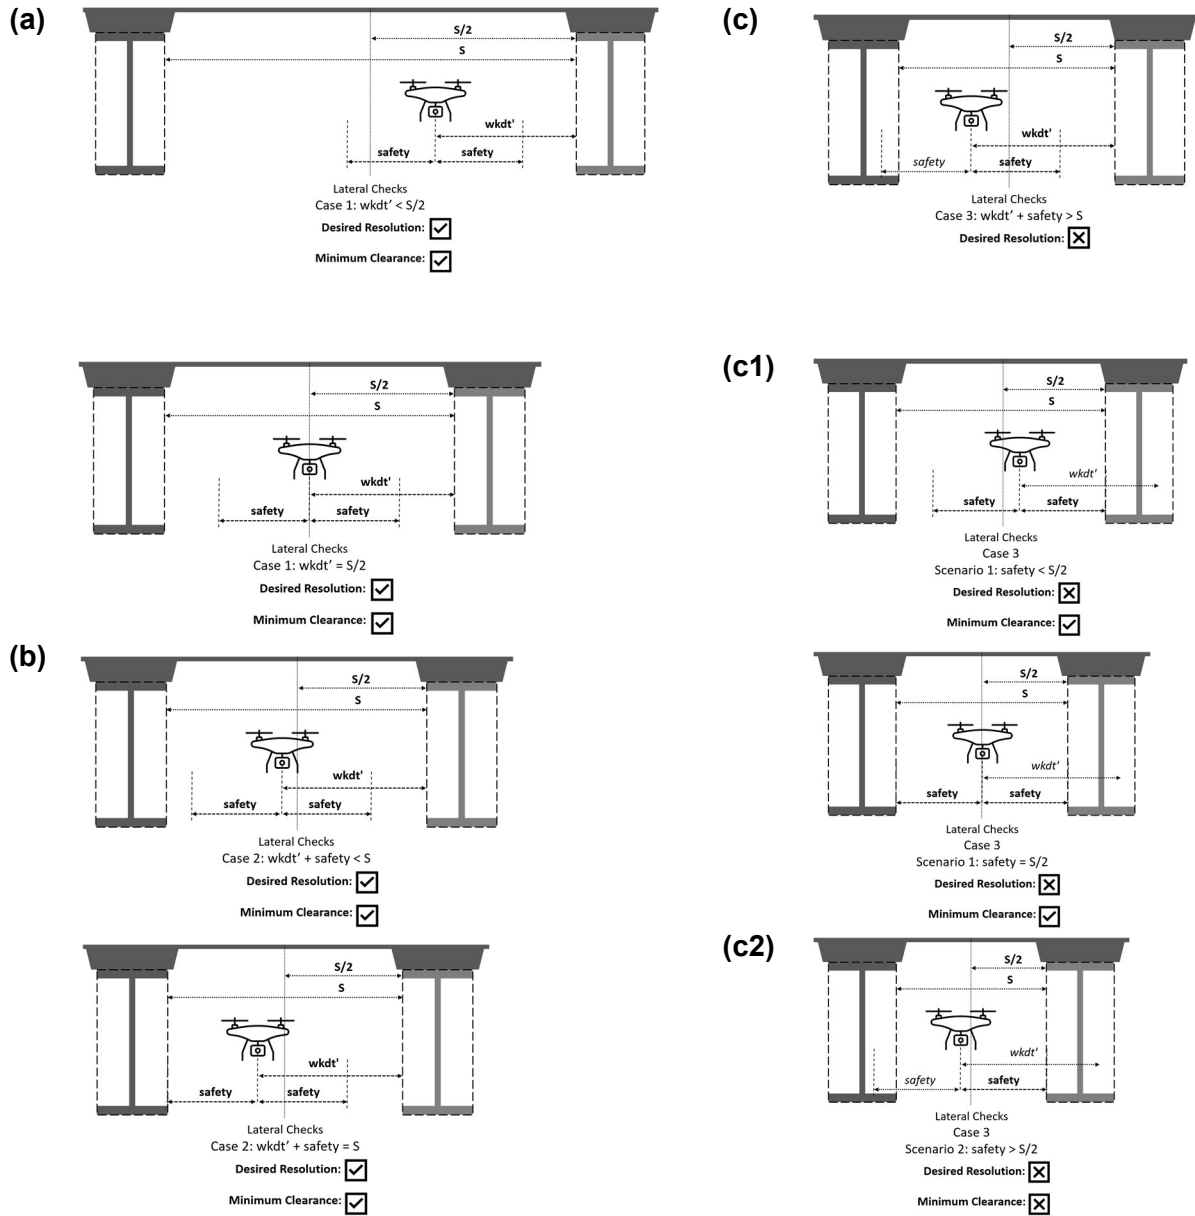 (a)
S/2
S
wkdt'
safety safety
Lateral Checks
Case 1: wkdt’ < S/2
Desired Resolution:
Minimum Clearance:
S/2
S
wkdt'
safety safety
Lateral Checks
Case 1: wkdt’ = S/2
Desired Resolution:
Minimum Clearance:
(b)
S/2
S
wkdt'
safety safety
Lateral Checks
Case 2: wkdt’ + safety < S
Desired Resolution:
Minimum Clearance:
S/2
S
wkdt'
safety safety
Lateral Checks
Case 2: wkdt’ + safety = S
Desired Resolution:
Minimum Clearance:
(c)
S/2
S
wkdt'
safety safety
Lateral Checks
Case 3: wkdt’ + safety > S
Desired Resolution:
(c1)
S/2
S
wkdt'
safety safety
Lateral Checks
Case 3
Scenario 1: safety < S/2
Desired Resolution:
Minimum Clearance:
S/2
S
wkdt'
safety safety
Lateral Checks
Case 3
Scenario 1: safety = S/2
Desired Resolution:
Minimum Clearance:
(c2)
S/2
S
wkdt'
safety safety
Lateral Checks
Case 3
Scenario 2: safety > S/2
Desired Resolution:
Minimum Clearance: